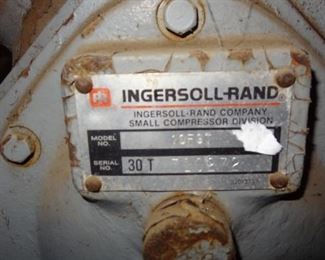 INGERSOLL-RAND
INGERSOLL-RAND COMPANY
SMALL COMPRESSOR DIVISION
MODEL NO.
SERIAL NO. 30 T